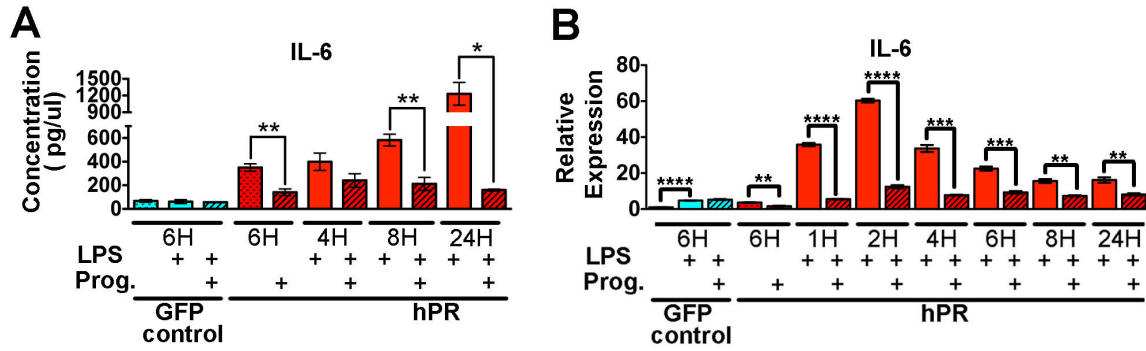 A
IL-6
Concentration
( pg/ul)
1500
1200
900
600
400
200
0
**
**
*
6H 6H 4H 8H 24H
LPS + + + + + + + +
Prog. + + + + +
GFP
control
hPR
B
IL-6
Relative
Expression
80
60
40
20
0
****
**
****
****
***
***
**
**
6H 6H 1H 2H 4H 6H 8H 24H
LPS + + + + + + + + + + + + + +
Prog. + + + + + + + +
GFP
control
hPR